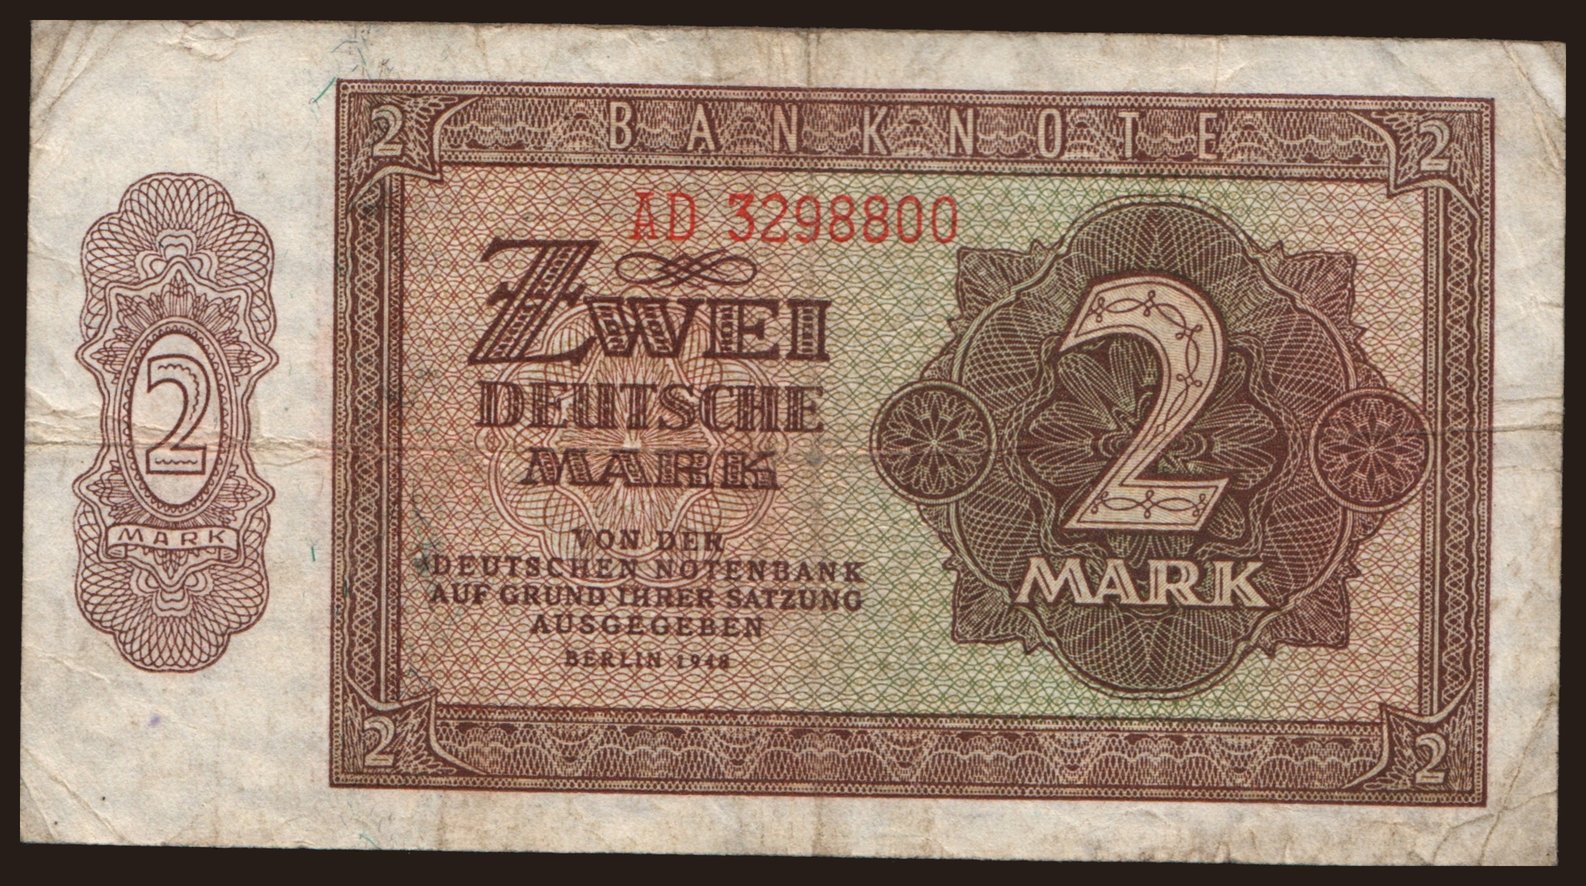 BANKNOTE
2
2
AD 3298800
ZWEI
DEUTSCHE
MARK
VON DER
DEUTSCHEN NOTENBANK
AUF GRUND IHRER SATZUNG
AUSGEGEBEN
BERLIN 1948
2
MARK
2
MARK
2
2